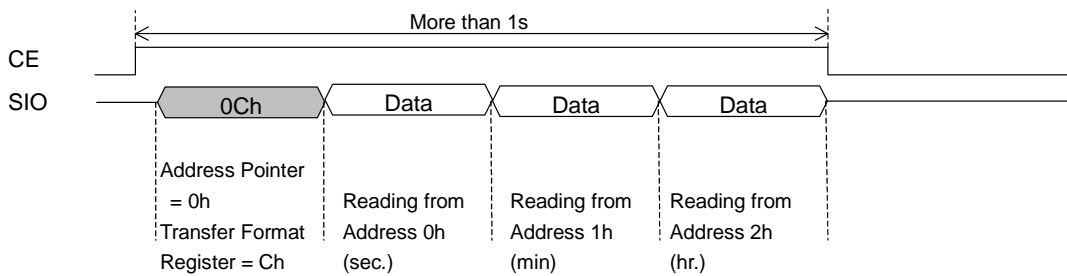 More than 1s
CE
SIO
0Ch
Data
Data
Data
Address Pointer
= 0h
Transfer Format
Register = Ch
Reading from
Address 0h
(sec.)
Reading from
Address 1h
(min)
Reading from
Address 2h
(hr.)